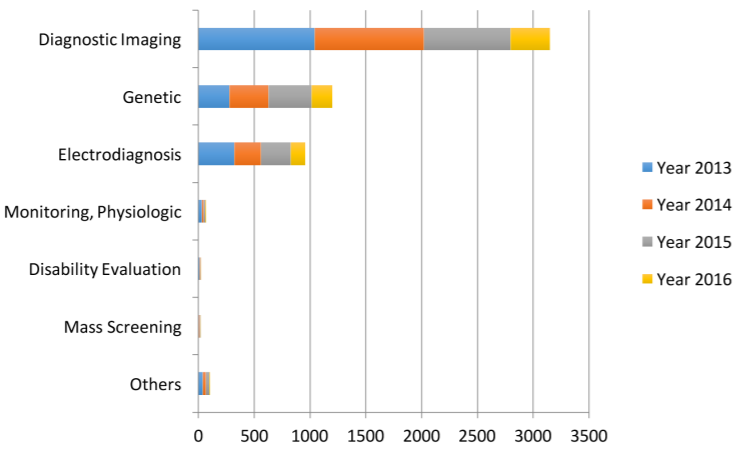 Diagnostic Imaging
Genetic
Electrodiagnosis
Monitoring, Physiologic
Disability Evaluation
Mass Screening
Others
0 500 1000 1500 2000 2500 3000 3500
Year 2013
Year 2014
Year 2015
Year 2016